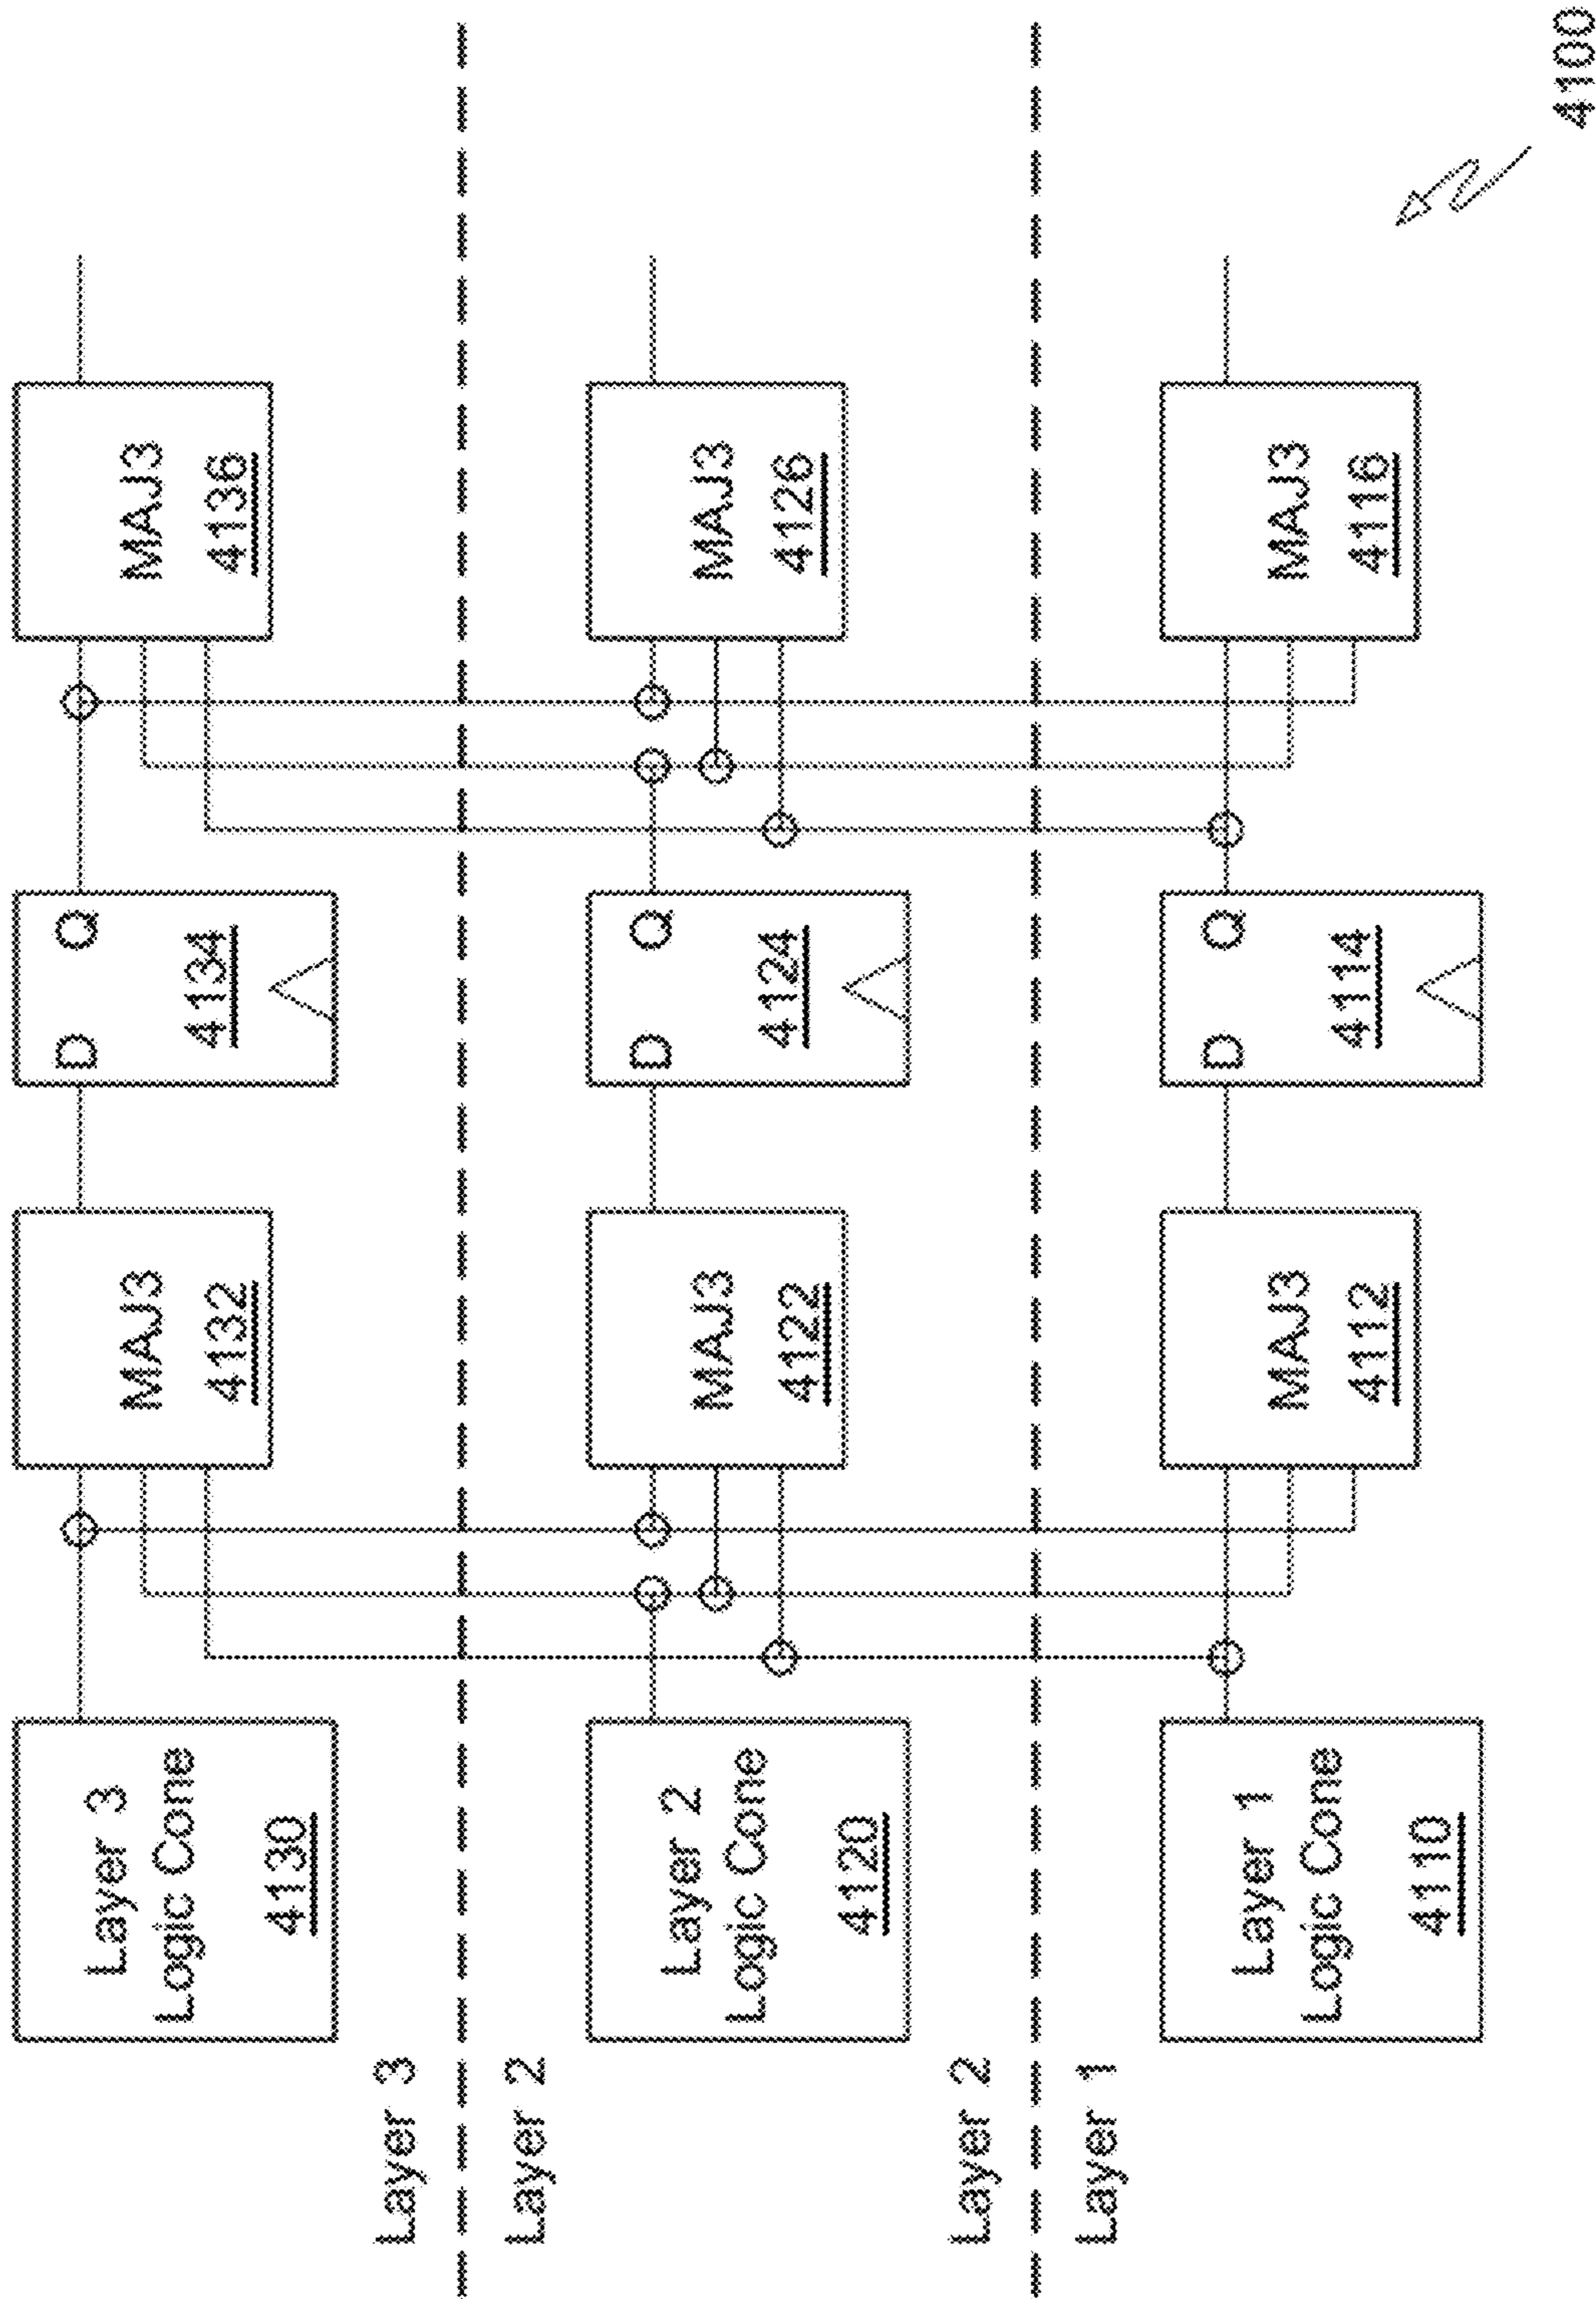 Layer 3
Logic Cone
4130
MAJ3
4132
D Q
4134
MAJ3
4136
Layer 3
Layer 2
Layer 2
Logic Cone
4120
MAJ3
4122
D Q
4124
MAJ3
4126
Layer 2
Layer 1
Layer 1
Logic Cone
4110
MAJ3
4112
D Q
4114
MAJ3
4116
4100